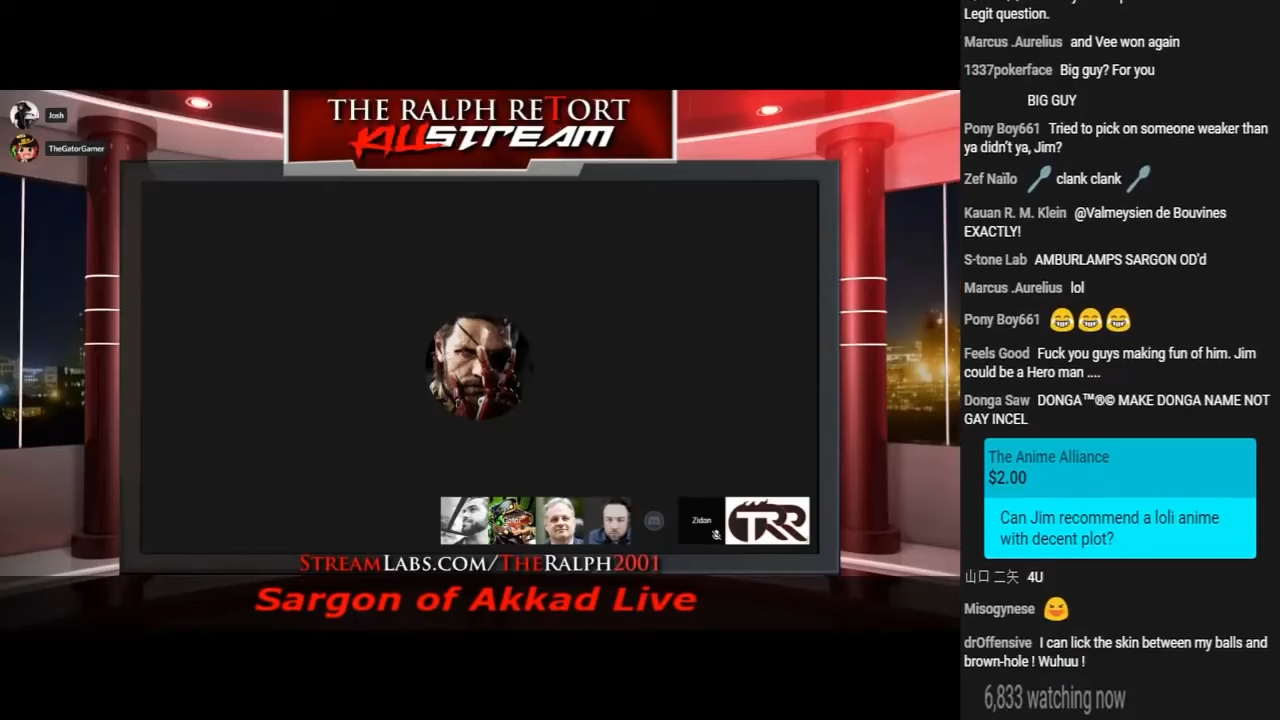 Josh
TheGatorGamer
THE RALPH RETORT
KILLSTREAM
Gator
Zidan
TRR
STREAMLABS.COM/THERALPH2001
Sargon of Akkad Live
Legit question.
Marcus .Aurelius and Vee won again
1337pokerface Big guy? For you
BIG GUY
Pony Boy661 Tried to pick on someone weaker than
ya didn't ya, Jim?
Zef Naïlo 🥄 clank clank 🥄
Kauan R. M. Klein @Valmeysien de Bouvines
EXACTLY!
S-tone Lab AMBURLAMPS SARGON OD'd
Marcus .Aurelius lol
Pony Boy661 😂 😂 😂
Feels Good Fuck you guys making fun of him. Jim
could be a Hero man ....
Donga Saw DONGA™®© MAKE DONGA NAME NOT
GAY INCEL
The Anime Alliance
$2.00
Can Jim recommend a loli anime
with decent plot?
山口 二矢 4U
Misogynese 😆
drOffensive I can lick the skin between my balls and
brown-hole ! Wuhuu !
6,833 watching now